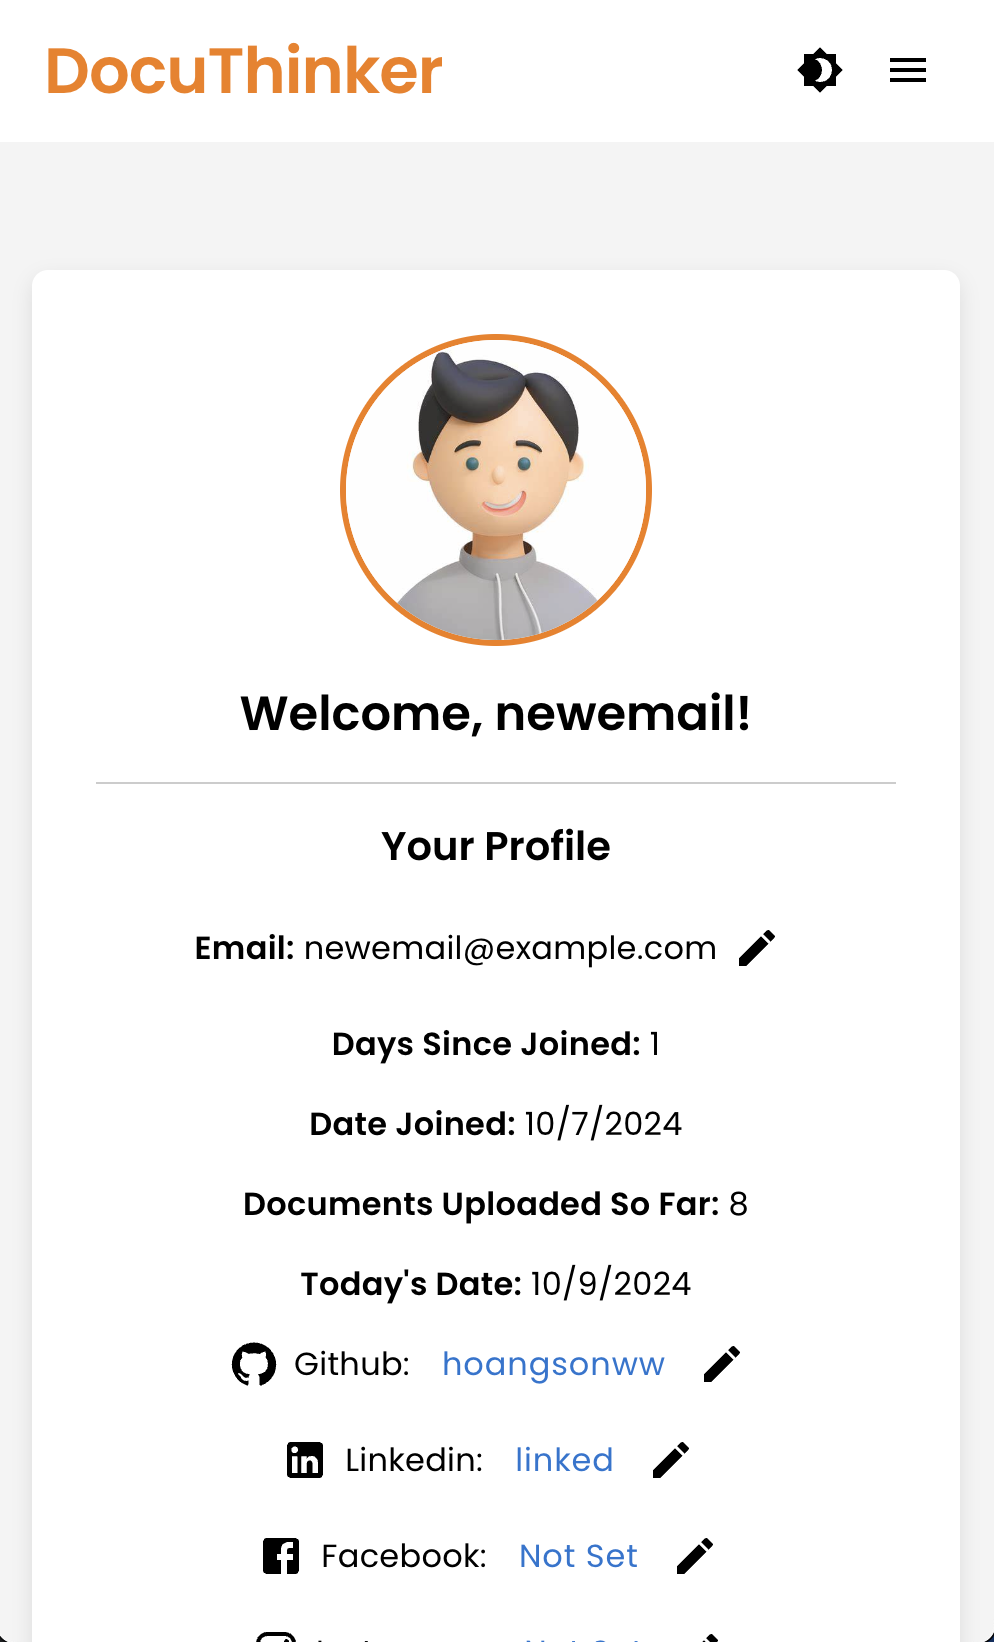 DocuThinker
Welcome, newemail!
Your Profile
Email: newemail@example.com
Days Since Joined: 1
Date Joined: 10/7/2024
Documents Uploaded So Far: 8
Today's Date: 10/9/2024
Github: hoangsonww
Linkedin: linked
Facebook: Not Set